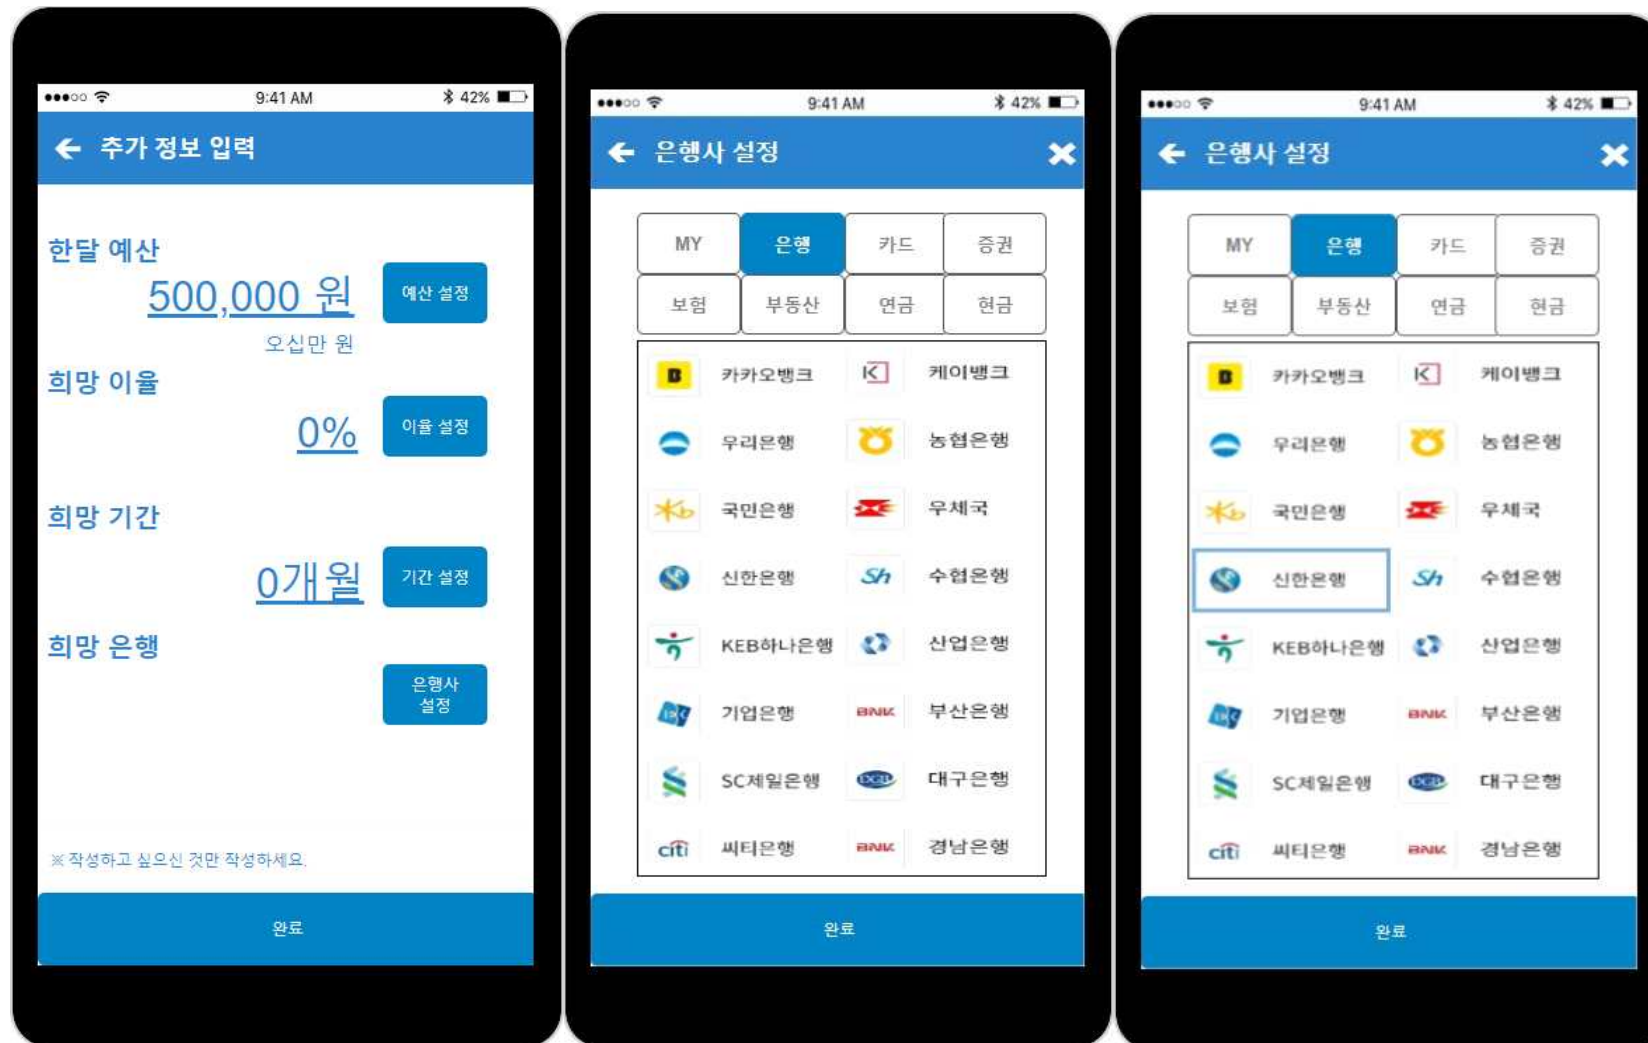 9:41 AM
42%
추가 정보 입력
한달 예산
500,000 원
예산 설정
오십만 원
희망 이율
0%
이율 설정
희망 기간
0개월
기간 설정
희망 은행
은행사
설정
※ 작성하고 싶으신 것만 작성하세요.
완료
9:41 AM
42%
은행사 설정
MY 은행 카드 증권
보험 부동산 연금 현금
B 카카오뱅크 K 케이뱅크
우리은행 농협은행
Kb 국민은행 우체국
신한은행 Sh 수협은행
KEB하나은행 산업은행
기업은행 BNK 부산은행
SC제일은행 DGB 대구은행
citi 씨티은행 BNK 경남은행
완료
9:41 AM
42%
은행사 설정
MY 은행 카드 증권
보험 부동산 연금 현금
B 카카오뱅크 K 케이뱅크
우리은행 농협은행
Kb 국민은행 우체국
신한은행 Sh 수협은행
KEB하나은행 산업은행
기업은행 BNK 부산은행
SC제일은행 DGB 대구은행
citi 씨티은행 BNK 경남은행
완료